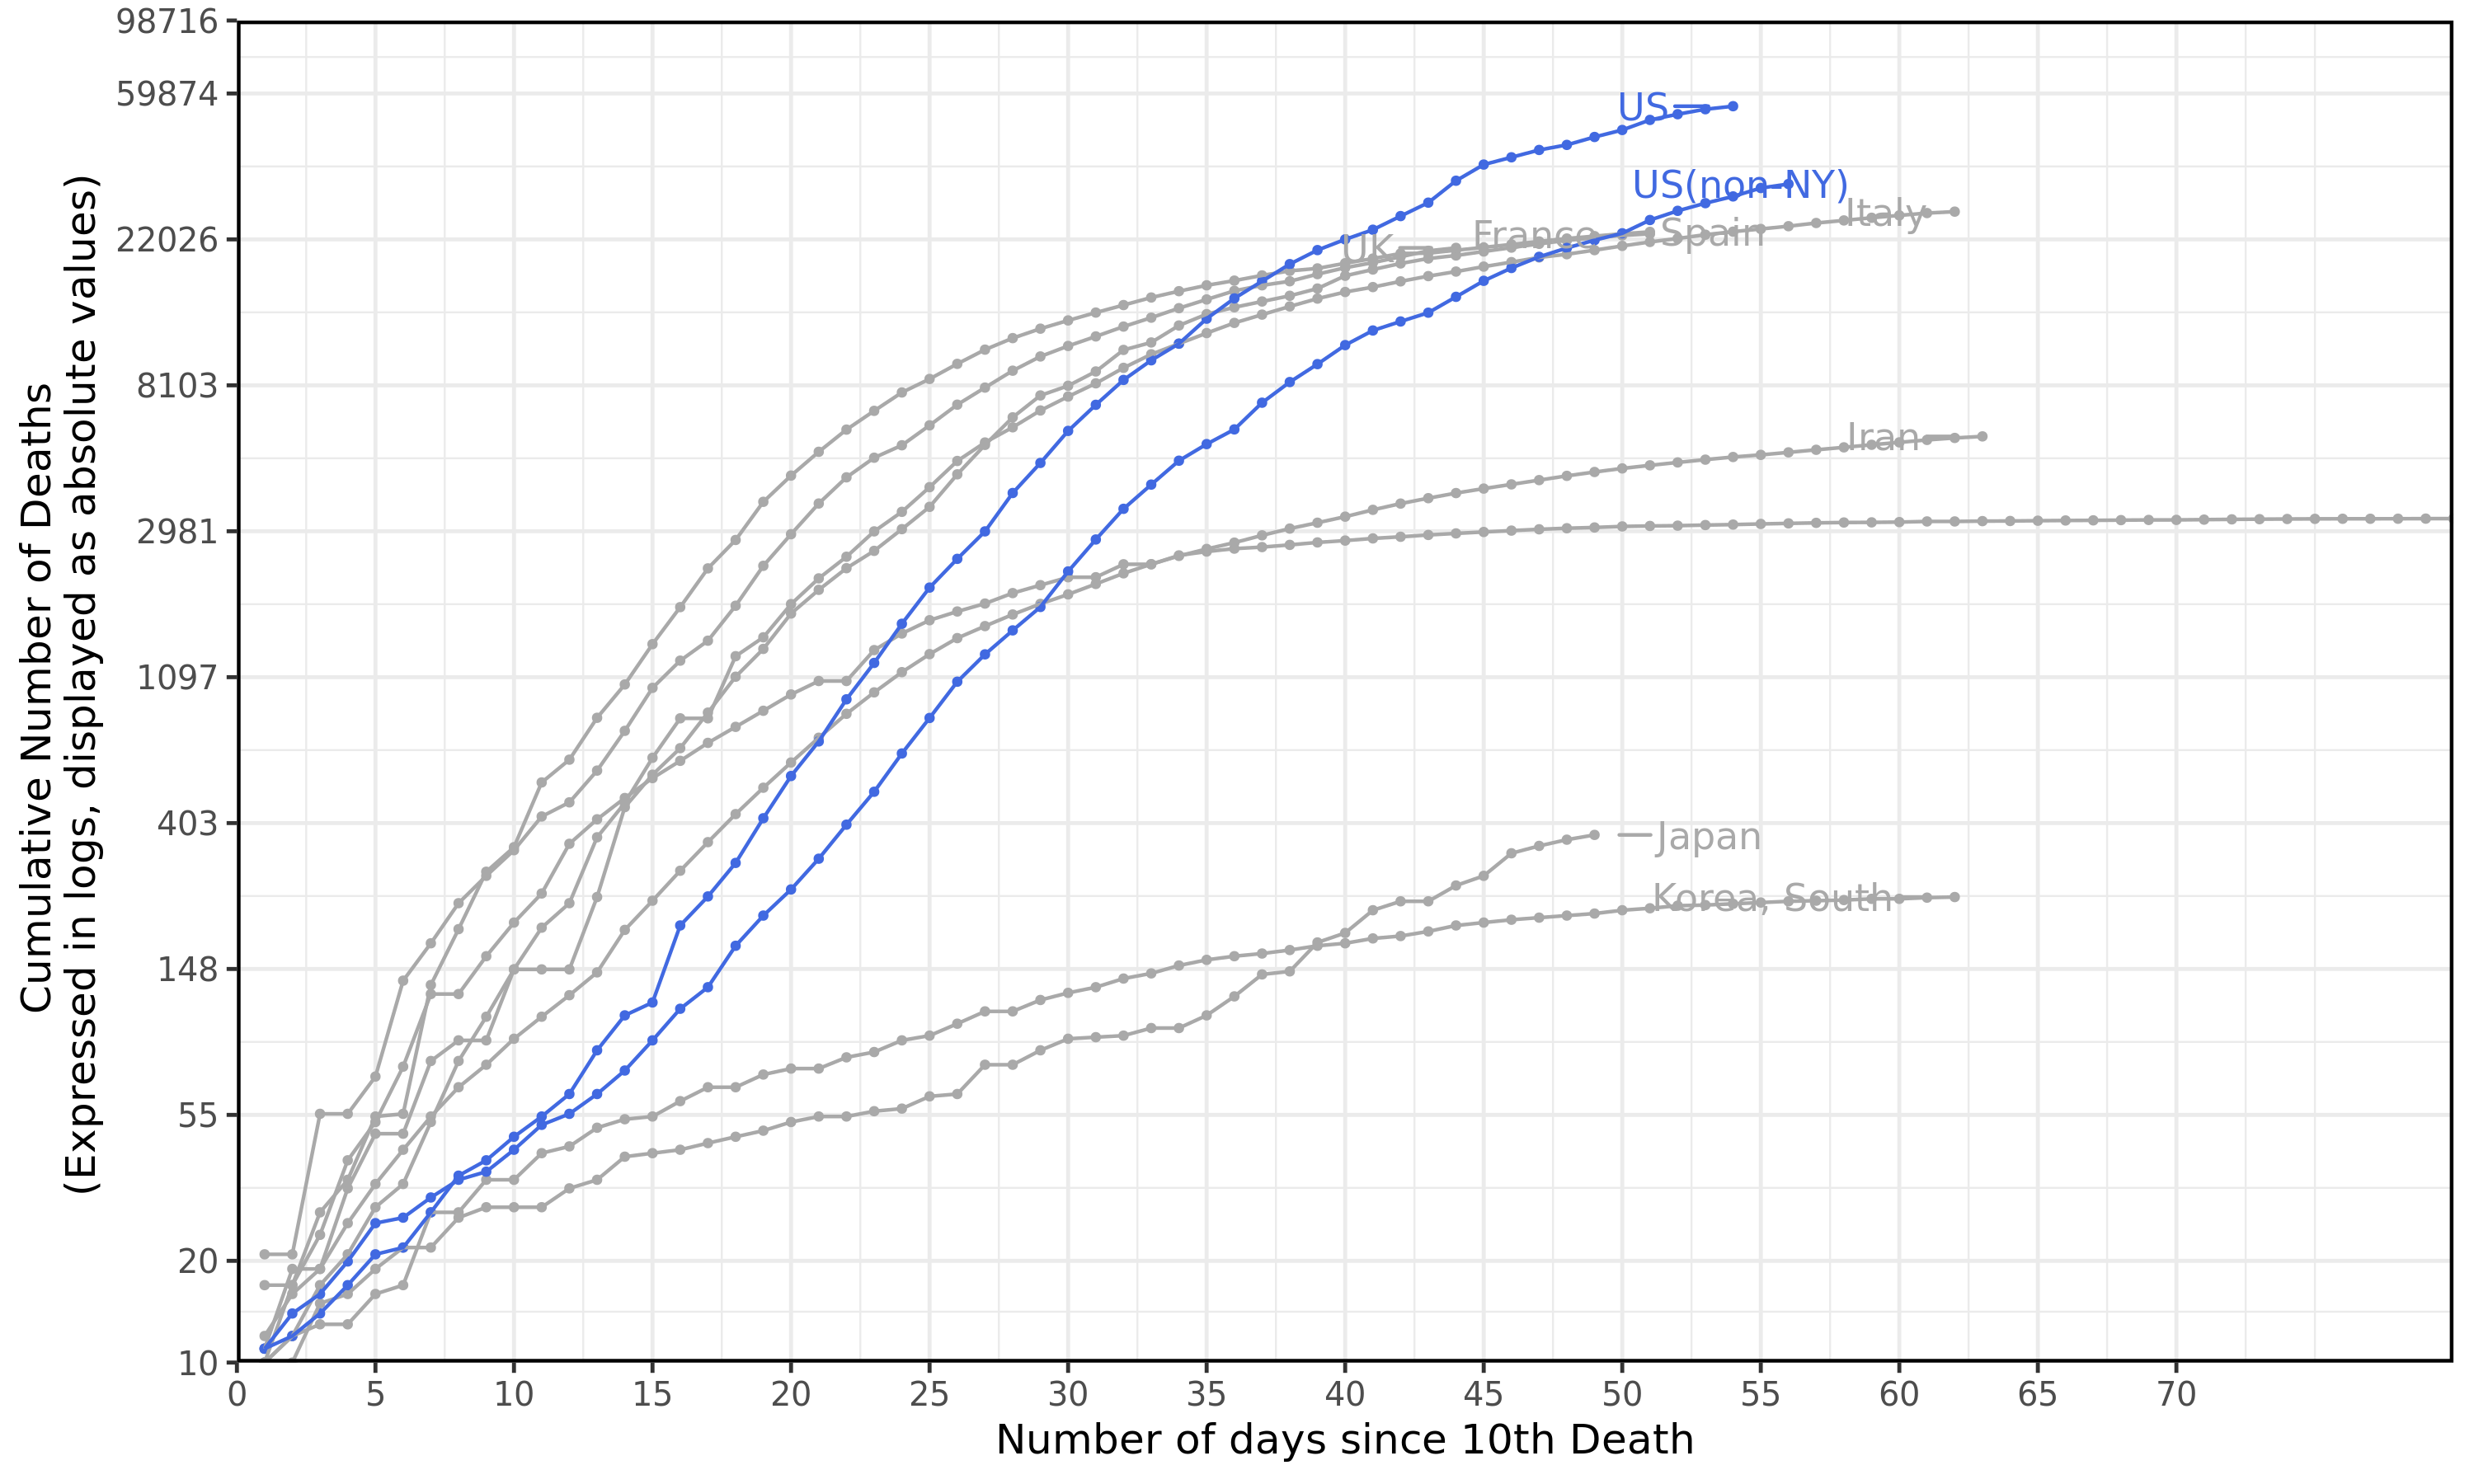 98716
59874
22026
8103
2981
1097
403
148
55
20
10
Cumulative Number of Deaths
(Expressed in logs, displayed as absolute values)
US
US(non-NY)
Italy
UK
France
Spain
Iran
Japan
Korea, South
0 5 10 15 20 25 30 35 40 45 50 55 60 65 70
Number of days since 10th Death